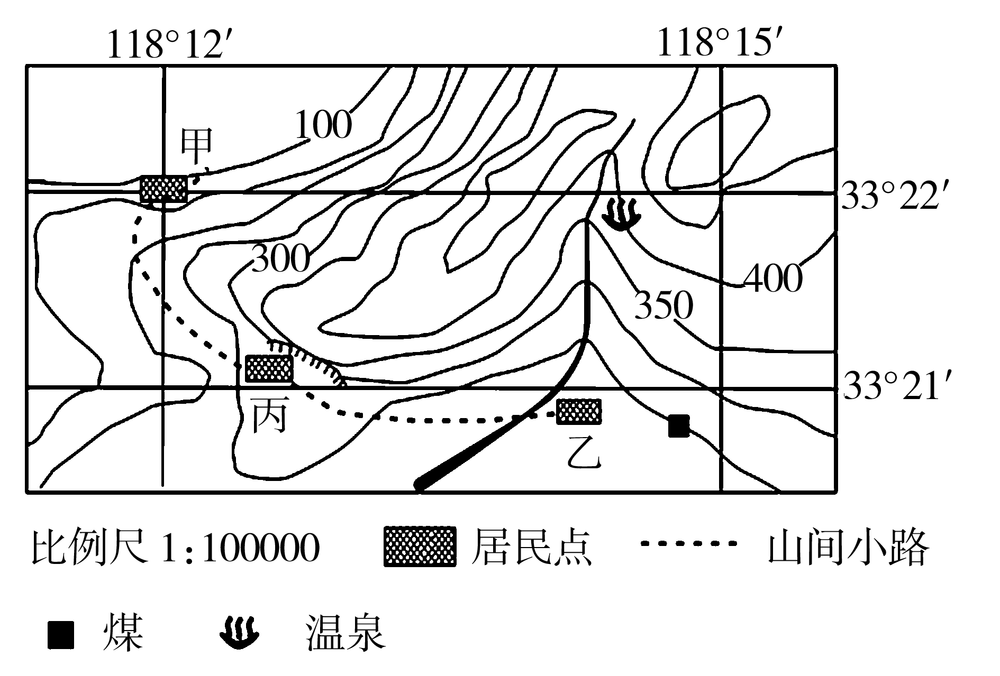 118°12′
118°15′
甲
100
33°22′
300
400
350
33°21′
丙
乙
比例尺 1:100000
居民点
山间小路
煤
温泉